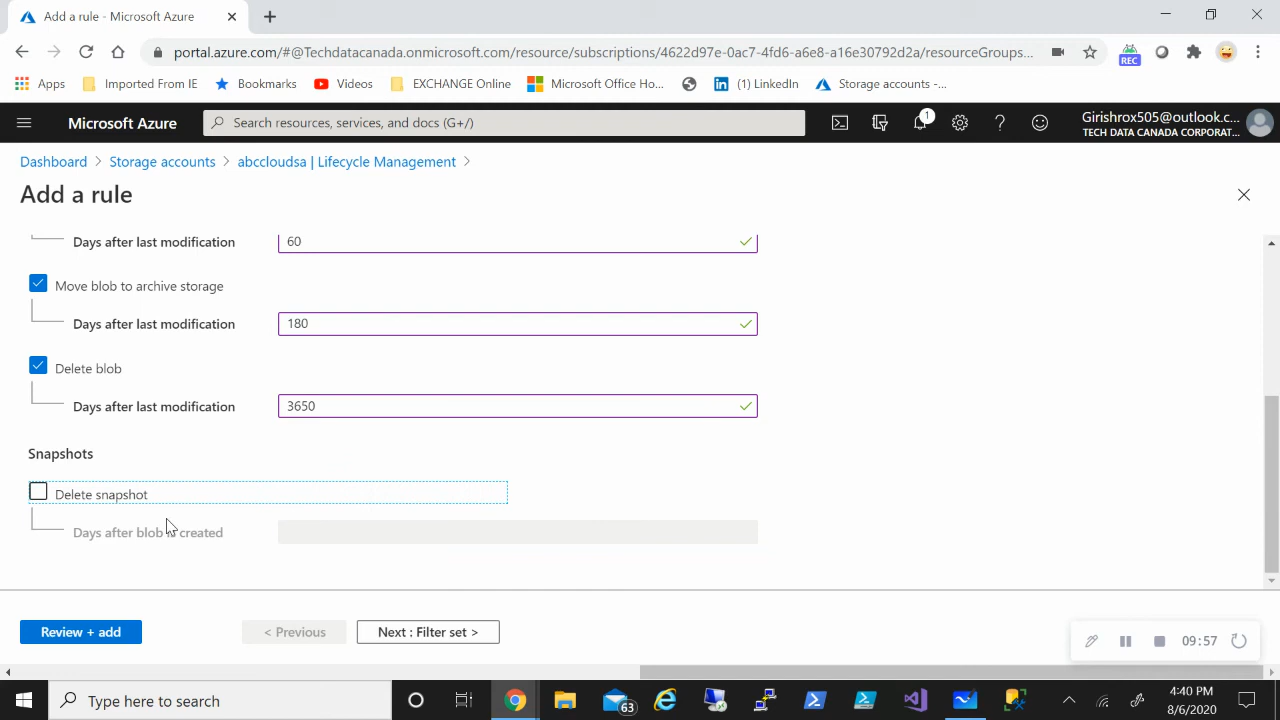 Add a rule - Microsoft Azure
portal.azure.com/#@Techdatacanada.onmicrosoft.com/resource/subscriptions/4622d97e-0ac7-4fd6-a6e8-a16e30792d2a/resourceGroups...
REC
Apps Imported From IE Bookmarks Videos EXCHANGE Online Microsoft Office Ho... (1) LinkedIn Storage accounts -...
Microsoft Azure
Search resources, services, and docs (G+/)
1
Girishrox505@outlook.c...
TECH DATA CANADA CORPORAT...
Dashboard > Storage accounts > abccloudsa | Lifecycle Management >
Add a rule
Days after last modification 60
Move blob to archive storage
Days after last modification 180
Delete blob
Days after last modification 3650
Snapshots
Delete snapshot
Days after blob is created
Review + add < Previous Next : Filter set >
09:57
Type here to search
63
4:40 PM
8/6/2020